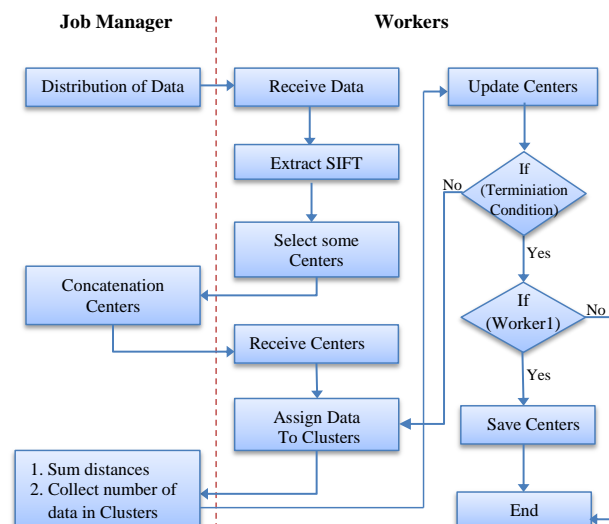 Job Manager
Workers
Distribution of Data
Receive Data
Update Centers
Extract SIFT
If
(Terminiation
Condition)
No
Select some
Centers
Yes
Concatenation
Centers
If
(Worker1)
No
Receive Centers
Yes
Assign Data
To Clusters
Save Centers
1. Sum distances
2. Collect number of
data in Clusters
End